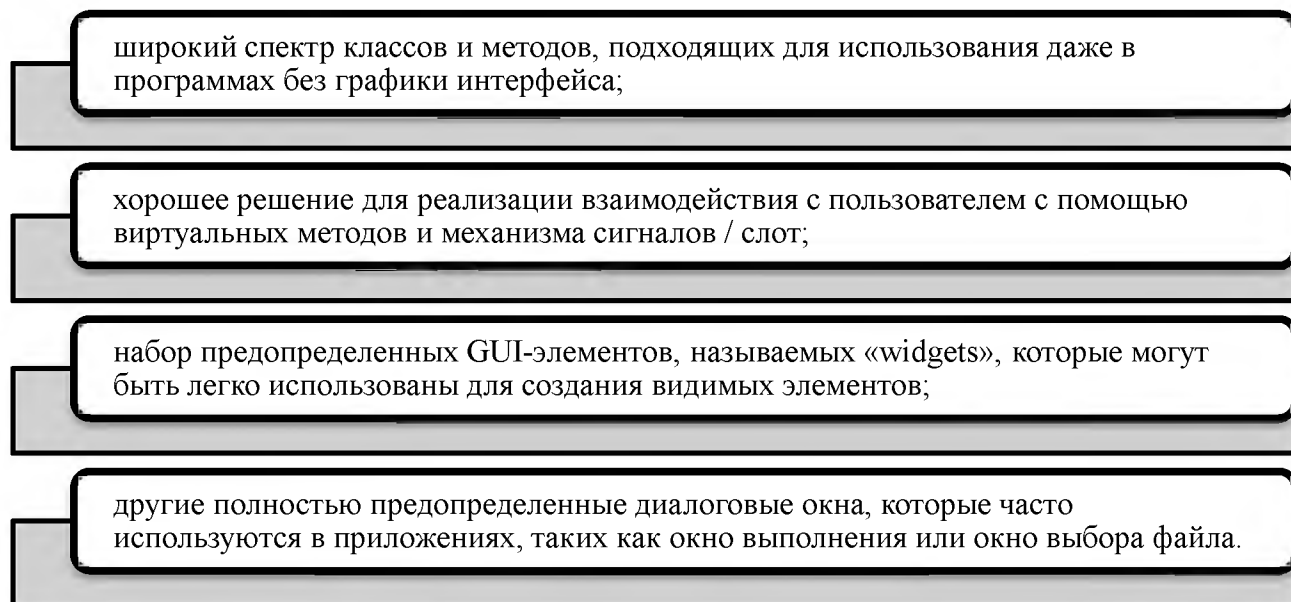 широкий спектр классов и методов, подходящих для использования даже в
программах без графики интерфейса;
хорошее решение для реализации взаимодействия с пользователем с помощью
виртуальных методов и механизма сигналов / слот;
набор предопределенных GUI-элементов, называемых «widgets», которые могут
быть легко использованы для создания видимых элементов;
другие полностью предопределенные диалоговые окна, которые часто
используются в приложениях, таких как окно выполнения или окно выбора файла.